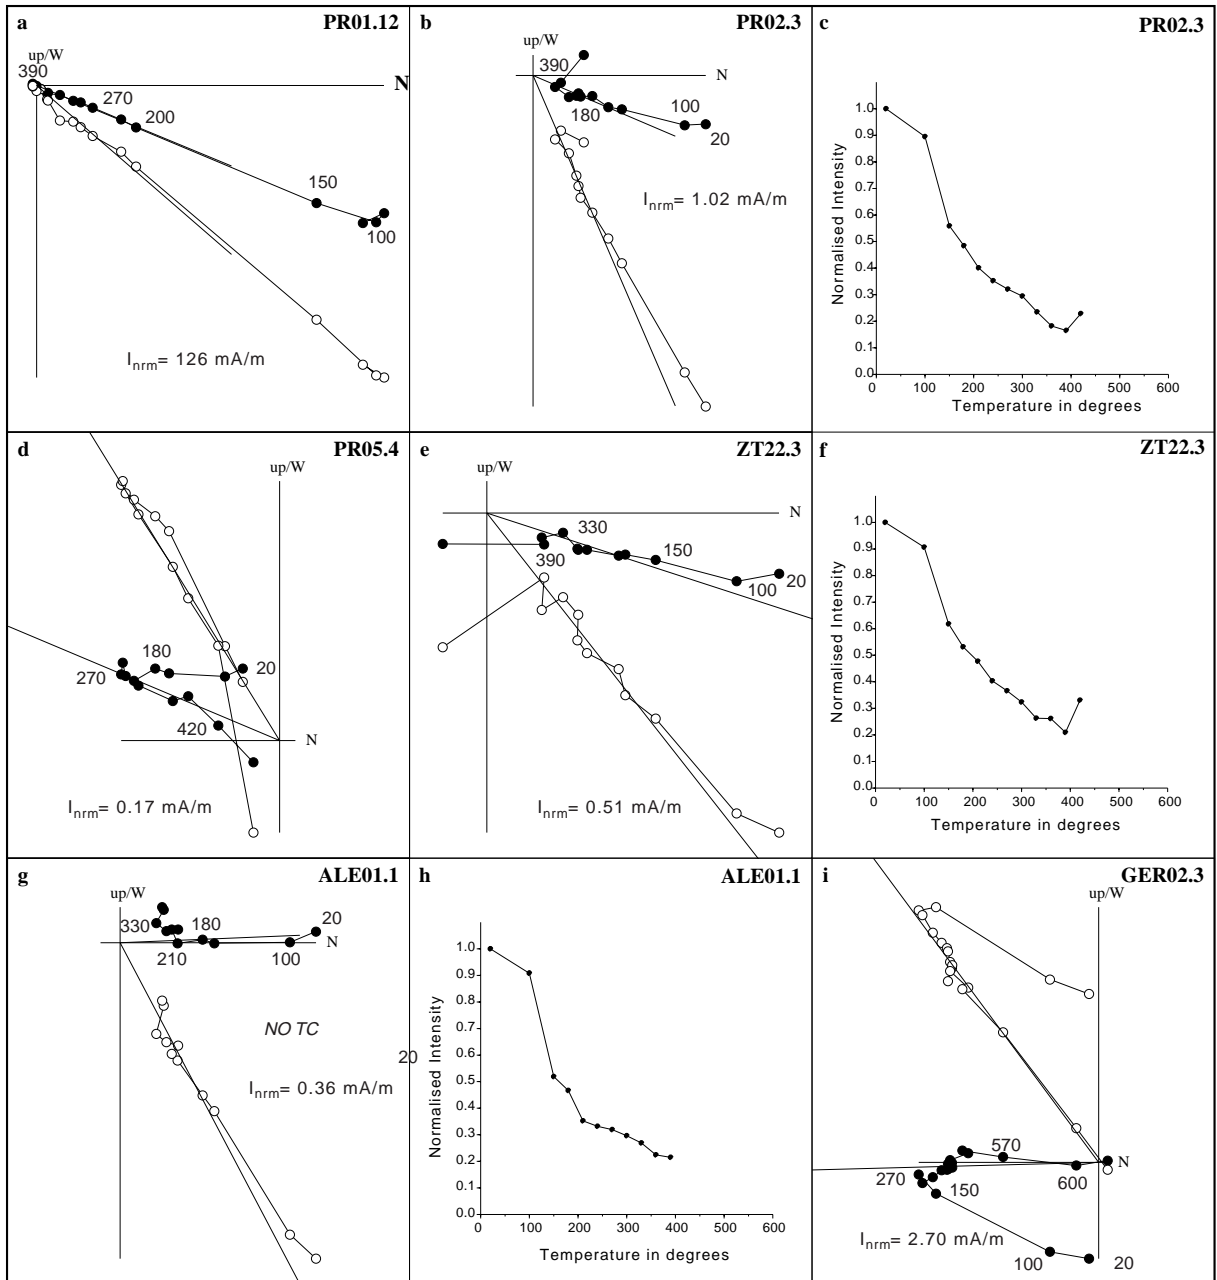 a PR01.12
up/W
390
N
270
200
150
100
Inrm= 126 mA/m
b PR02.3
up/W
390
N
180
100
20
Inrm= 1.02 mA/m
c PR02.3
Normalised Intensity
1.0
0.9
0.8
0.7
0.6
0.5
0.4
0.3
0.2
0.1
0.0
0 100 200 300 400 500 600
Temperature in degrees
d PR05.4
up/W
180
20
270
420
N
Inrm= 0.17 mA/m
e ZT22.3
up/W
N
330
150
390
100
20
Inrm= 0.51 mA/m
f ZT22.3
Normalised Intensity
1.0
0.9
0.8
0.7
0.6
0.5
0.4
0.3
0.2
0.1
0.0
0 100 200 300 400 500 600
Temperature in degrees
g ALE01.1
up/W
330
180
20
N
210
100
NO TC
20
Inrm= 0.36 mA/m
h ALE01.1
Normalised Intensity
1.0
0.9
0.8
0.7
0.6
0.5
0.4
0.3
0.2
0.1
0.0
0 100 200 300 400 500 600
Temperature in degrees
i GER02.3
up/W
570
N
270
150
600
Inrm= 2.70 mA/m
100
20